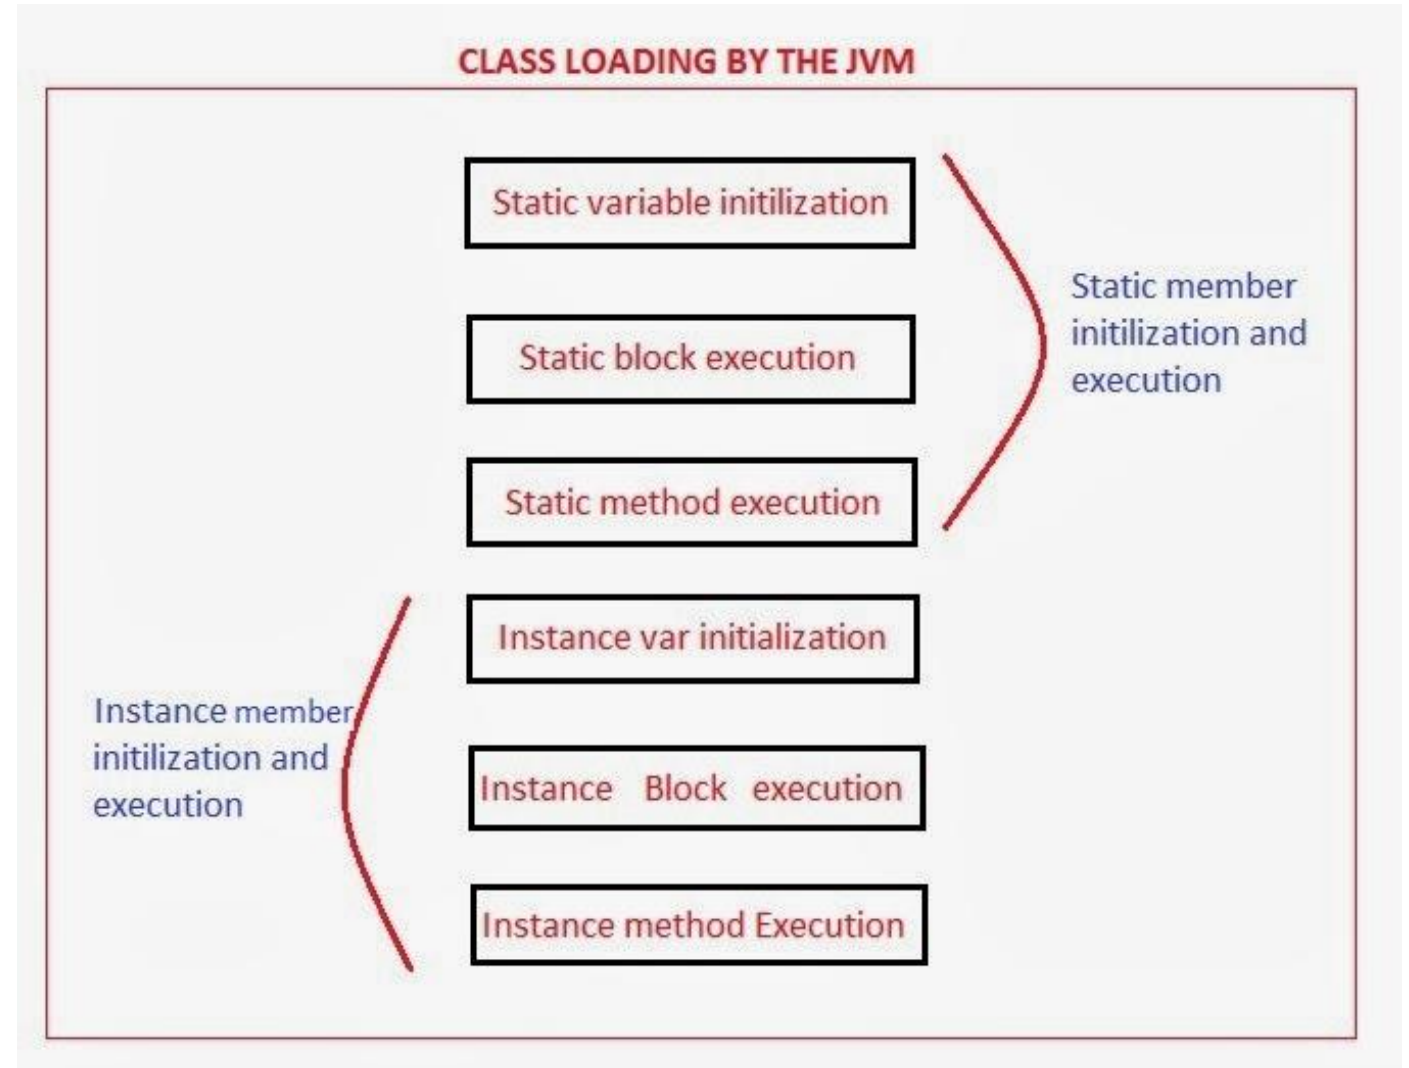 CLASS LOADING BY THE JVM
Static variable initilization
Static block execution
Static method execution
Static member
initilization and
execution
Instance var initialization
Instance Block execution
Instance method Execution
Instance member
initilization and
execution